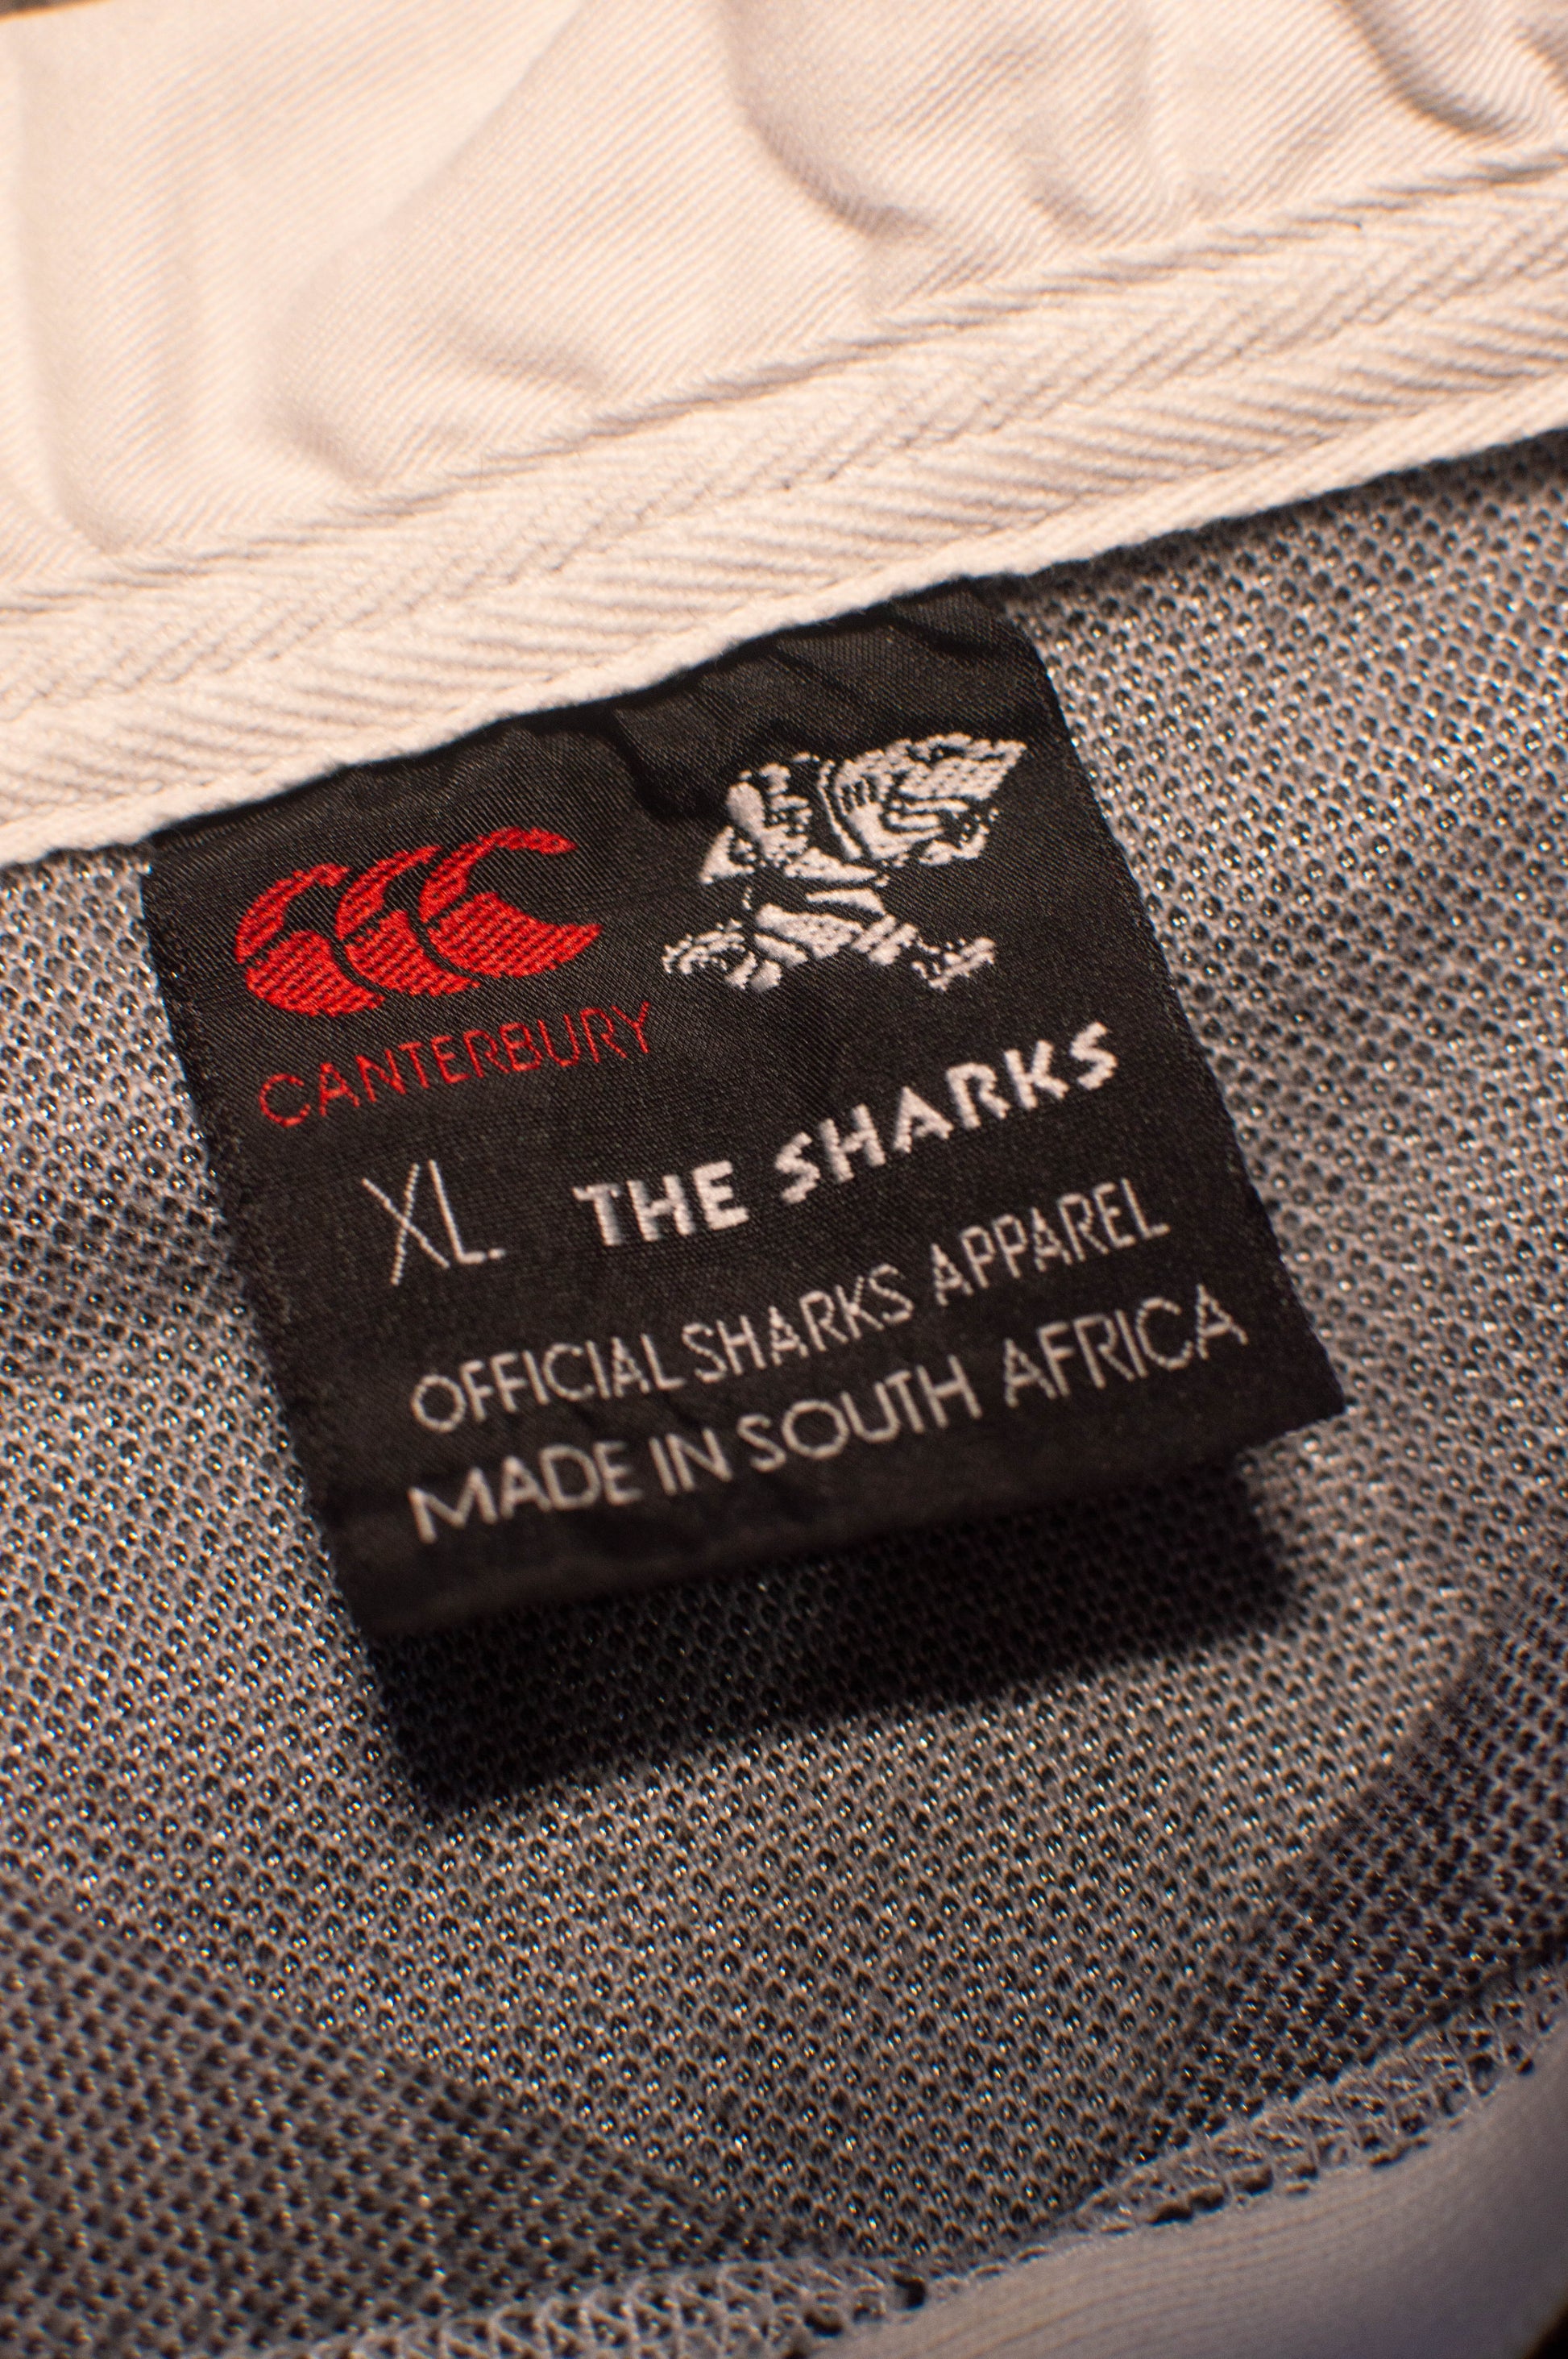 CANTERBURY
XL. THE SHARKS
OFFICIAL SHARKS APPAREL
MADE IN SOUTH AFRICA